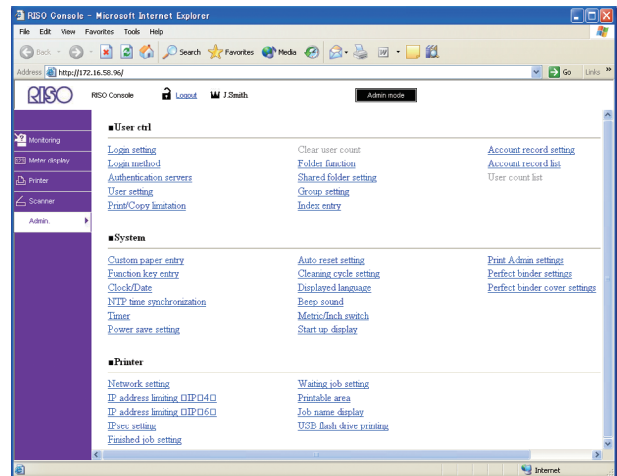 RISO Console - Microsoft Internet Explorer
File Edit View Favorites Tools Help
Back Search Favorites Media
Address http://172.16.58.96/ Go Links »
RISO RISO Console Logout J.Smith Admin mode
■User ctrl
Login setting Clear user count Account record setting
Login method Folder function Account record list
Authentication servers Shared folder setting User count list
User setting Group setting
Print/Copy limitation Index entry
Monitoring
Meter display
Printer
Scanner
Admin.
■System
Custom paper entry Auto reset setting Print Admin settings
Function key entry Cleaning cycle setting Perfect binder settings
Clock/Date Displayed language Perfect binder cover settings
NTP time synchronization Beep sound
Timer Metric/Inch switch
Power save setting Start up display
■Printer
Network setting Waiting job setting
IP address limiting □IP□4□ Printable area
IP address limiting □IP□6□ Job name display
IPsec setting USB flash drive printing
Finished job setting
Internet